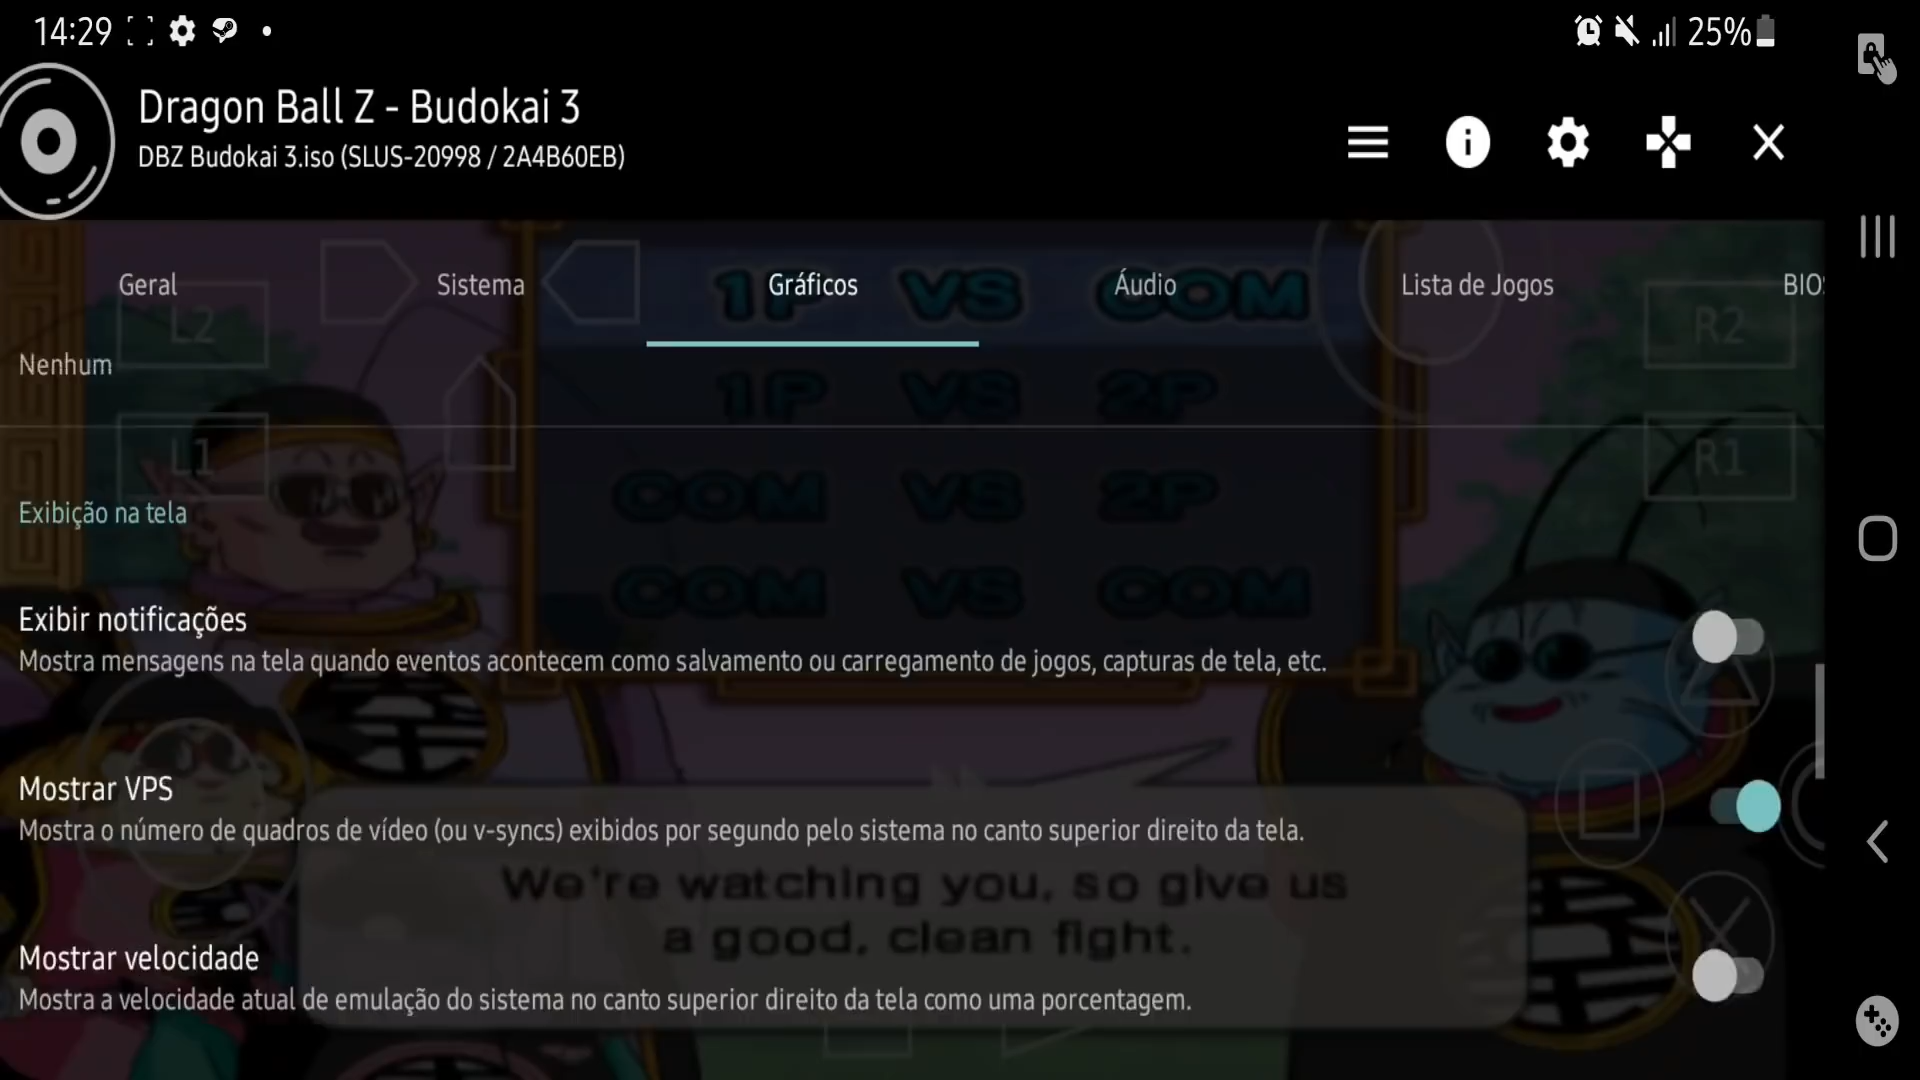 14:29
25%
Dragon Ball Z - Budokai 3
DBZ Budokai 3.iso (SLUS-20998 / 2A4B60EB)
Geral
Sistema
Gráficos
Áudio
Lista de Jogos
BIOS
1P VS COM
L2
R2
Nenhum
1P VS 2P
L1
R1
COM VS 2P
Exibição na tela
COM VS COM
Exibir notificações
Mostra mensagens na tela quando eventos acontecem como salvamento ou carregamento de jogos, capturas de tela, etc.
Mostrar VPS
Mostra o número de quadros de vídeo (ou v-syncs) exibidos por segundo pelo sistema no canto superior direito da tela.
We're watching you, so give us
a good, clean fight.
Mostrar velocidade
Mostra a velocidade atual de emulação do sistema no canto superior direito da tela como uma porcentagem.